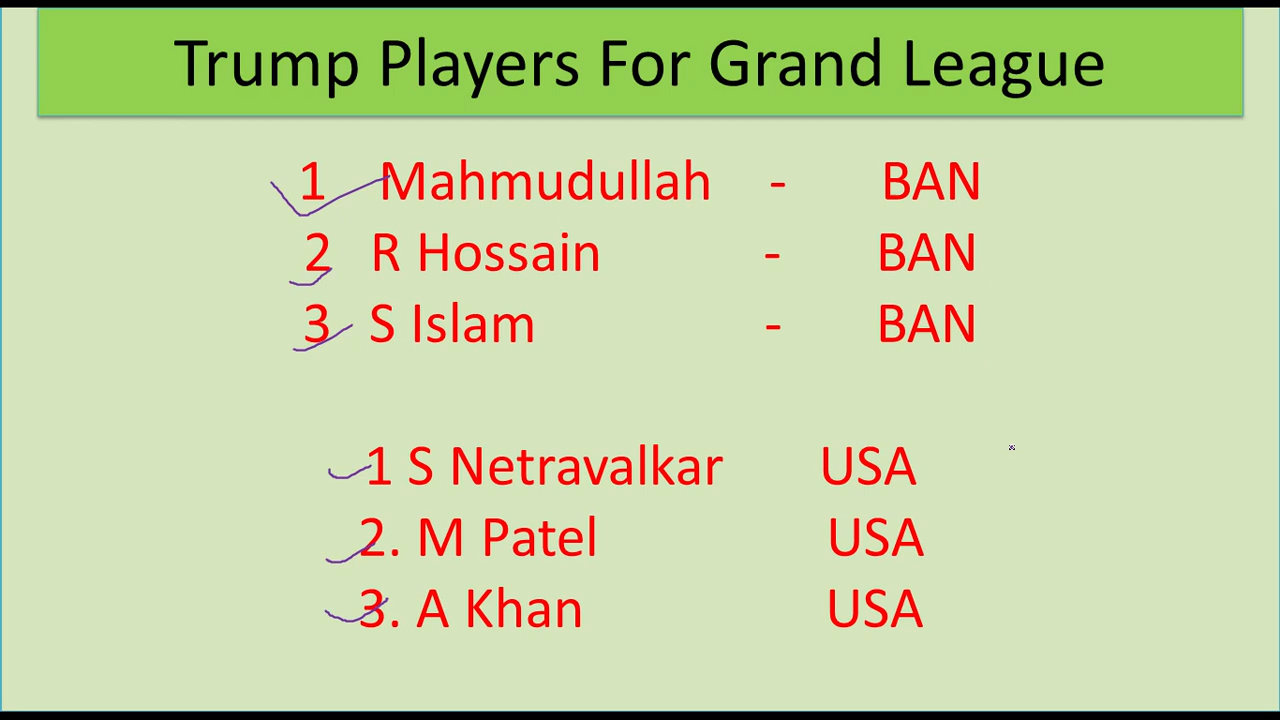 Trump Players For Grand League
1 Mahmudullah - BAN
2 R Hossain - BAN
3 S Islam - BAN
1 S Netravalkar USA
2. M Patel USA
3. A Khan USA